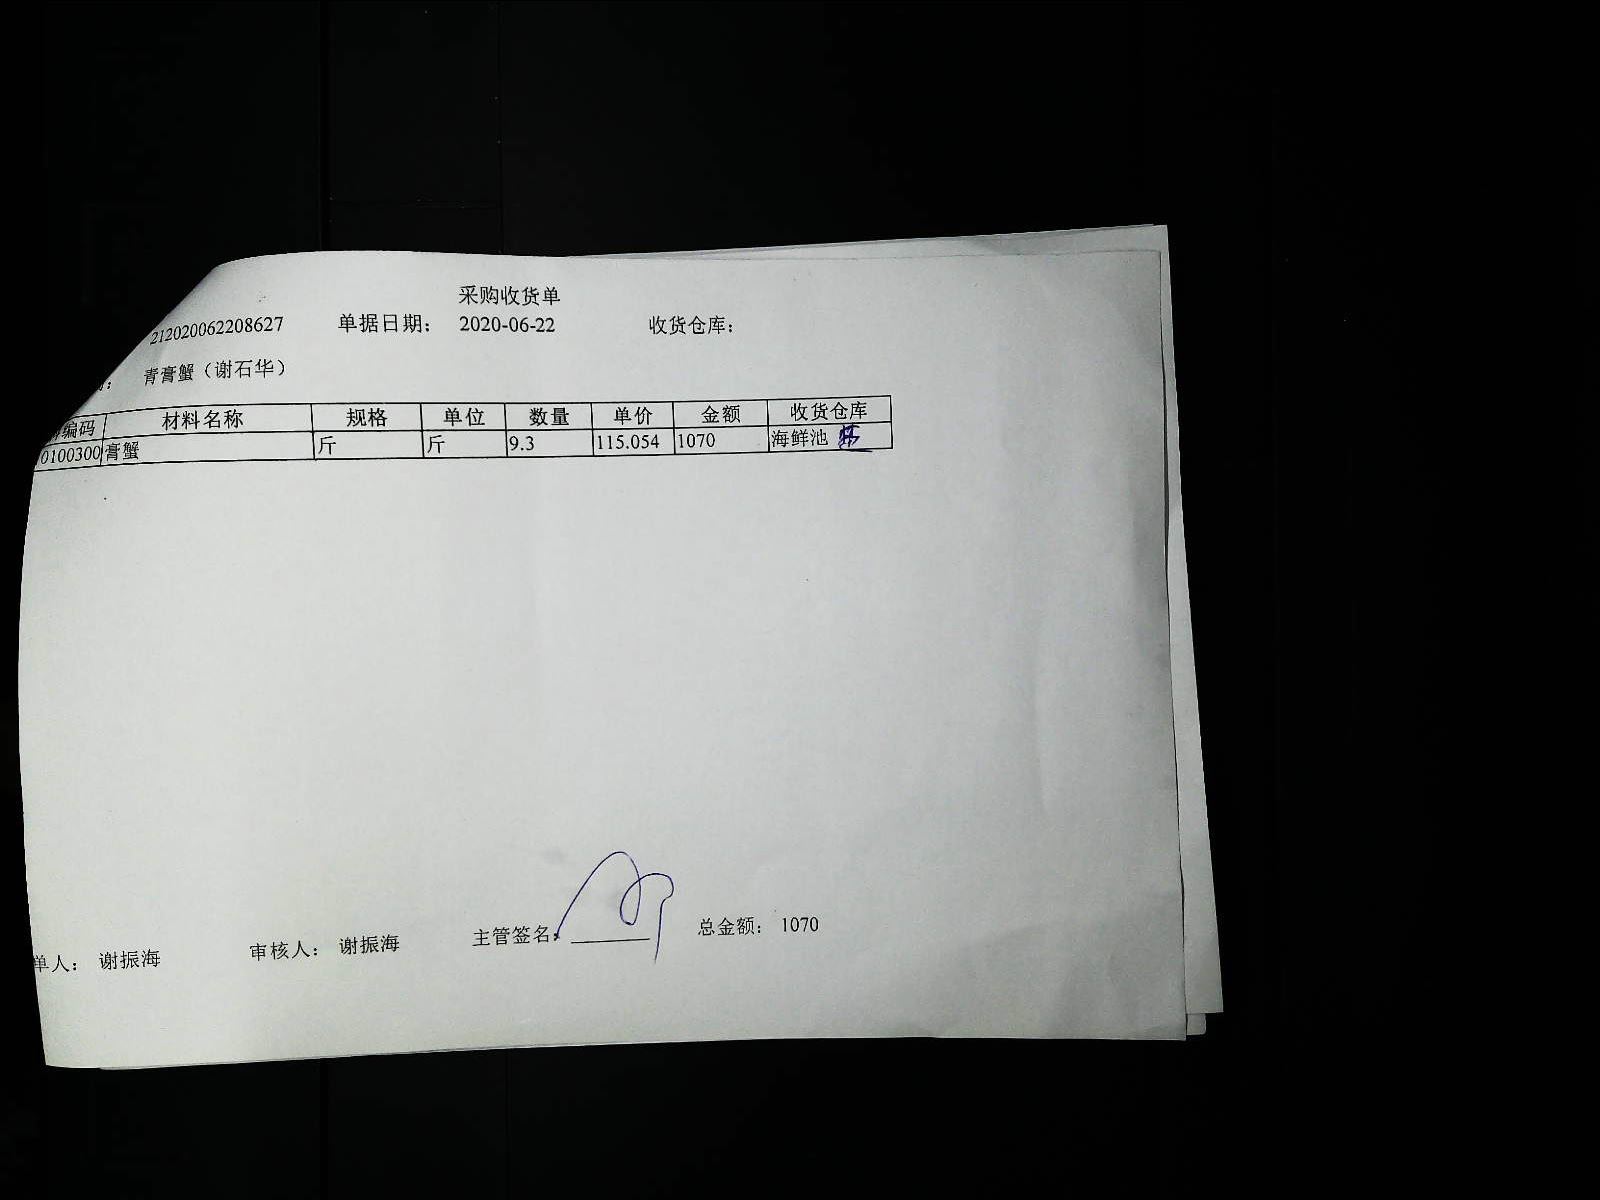 采购收货单
212020062208627 单据日期： 2020-06-22 收货仓库：
青膏蟹（谢石华）
编码 材料名称 规格 单位 数量 单价 金额 收货仓库
0100300 膏蟹 斤 斤 9.3 115.054 1070 海鲜池
单人： 谢振海 审核人： 谢振海 主管签名： 总金额： 1070